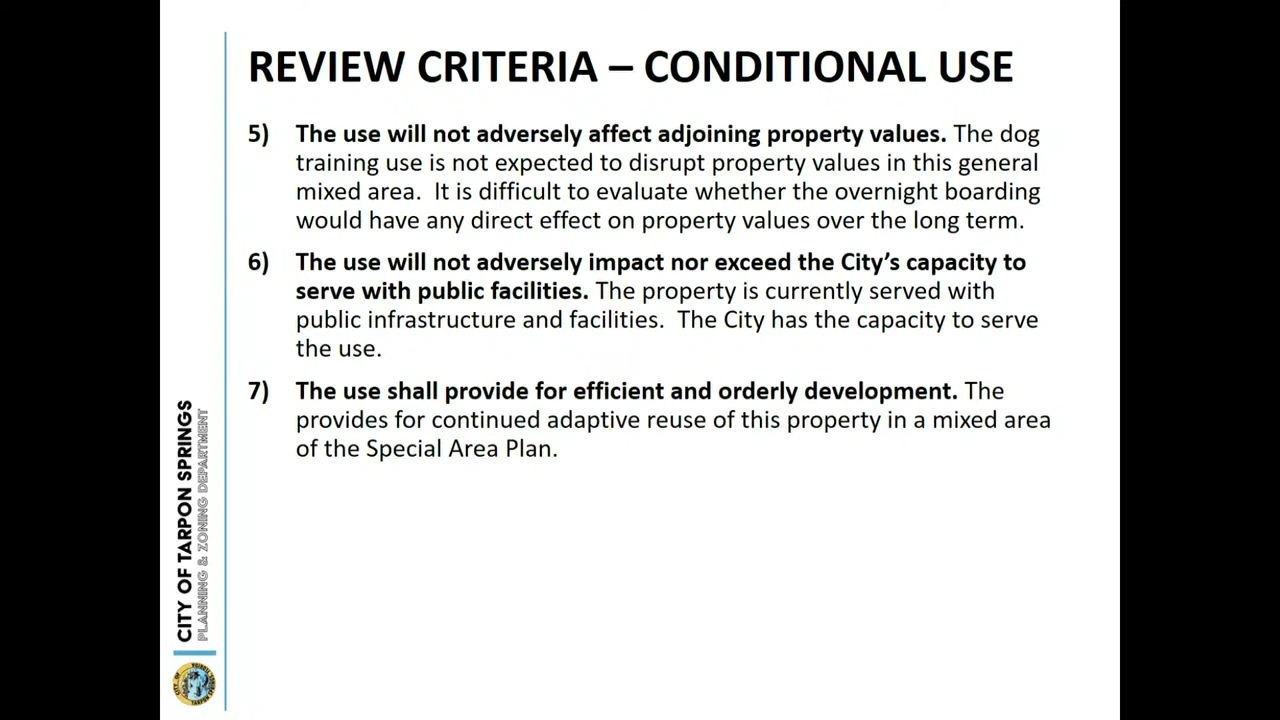 REVIEW CRITERIA – CONDITIONAL USE
5) The use will not adversely affect adjoining property values. The dog
training use is not expected to disrupt property values in this general
mixed area. It is difficult to evaluate whether the overnight boarding
would have any direct effect on property values over the long term.
6) The use will not adversely impact nor exceed the City's capacity to
serve with public facilities. The property is currently served with
public infrastructure and facilities. The City has the capacity to serve
the use.
7) The use shall provide for efficient and orderly development. The
provides for continued adaptive reuse of this property in a mixed area
of the Special Area Plan.
CITY OF TARPON SPRINGS
PLANNING & ZONING DEPARTMENT